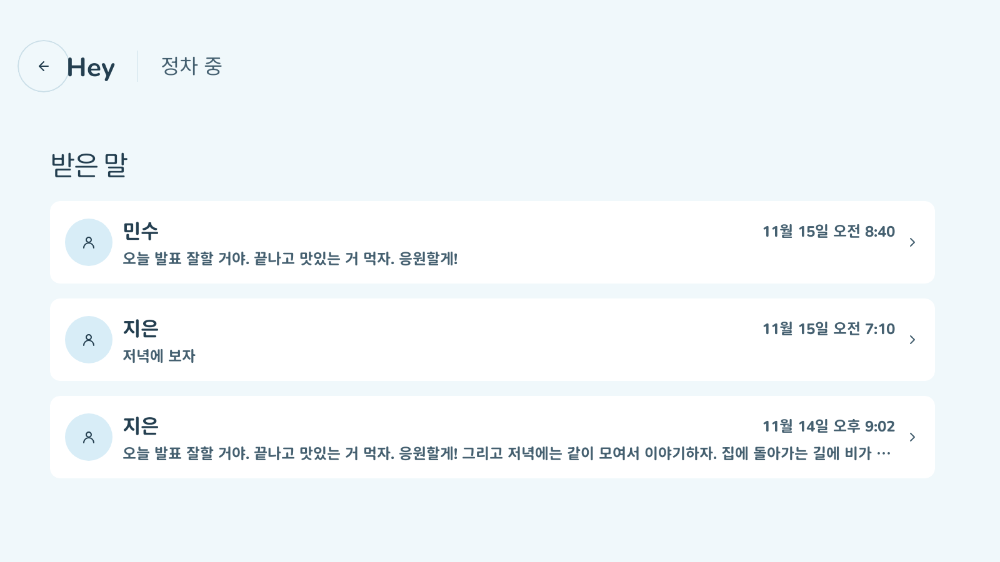 Hey
정차 중
받은 말
민수
11월 15일 오전 8:40
오늘 발표 잘할 거야. 끝나고 맛있는 거 먹자. 응원할게!
지은
11월 15일 오전 7:10
저녁에 보자
지은
11월 14일 오후 9:02
오늘 발표 잘할 거야. 끝나고 맛있는 거 먹자. 응원할게! 그리고 저녁에는 같이 모여서 이야기하자. 집에 돌아가는 길에 비가 …